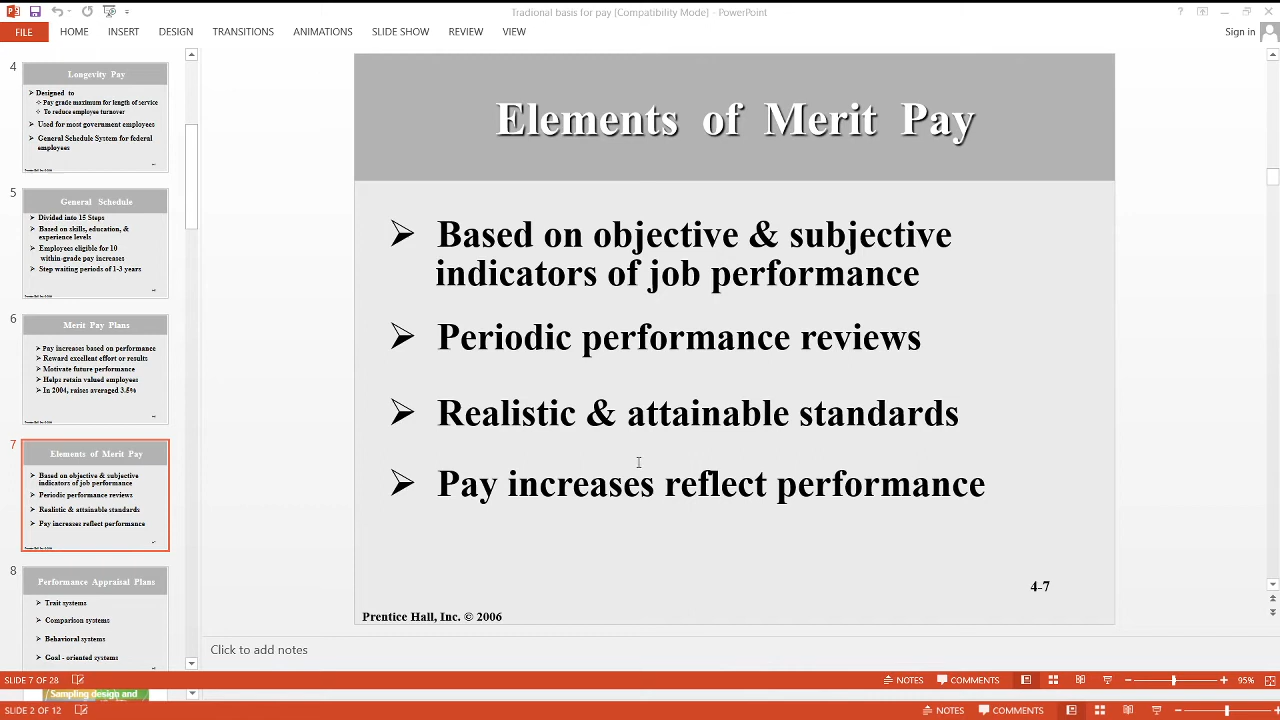 Tradional basis for pay [Compatibility Mode] - PowerPoint
FILE HOME INSERT DESIGN TRANSITIONS ANIMATIONS SLIDE SHOW REVIEW VIEW Sign in
4
Longevity Pay
Designed to
Pay grade maximum for length of service
To reduce employee turnover
Used for most government employees
General Schedule System for federal
employees
5
General Schedule
Divided into 15 Steps
Based on skills, education, &
experience levels
Employees eligible for 10
within-grade pay increases
Step waiting periods of 1-3 years
6
Merit Pay Plans
Pay increases based on performance
Reward excellent effort or results
Motivate future performance
Helps retain valued employees
In 2004, raises averaged 3.5%
7
Elements of Merit Pay
Based on objective & subjective
indicators of job performance
Periodic performance reviews
Realistic & attainable standards
Pay increases reflect performance
8
Performance Appraisal Plans
Trait systems
Comparison systems
Behavioral systems
Goal - oriented systems
Elements of Merit Pay
Based on objective & subjective
indicators of job performance
Periodic performance reviews
Realistic & attainable standards
Pay increases reflect performance
4-7
Prentice Hall, Inc. © 2006
Click to add notes
SLIDE 7 OF 28 NOTES COMMENTS 95%
Sampling design and
SLIDE 2 OF 12 NOTES COMMENTS